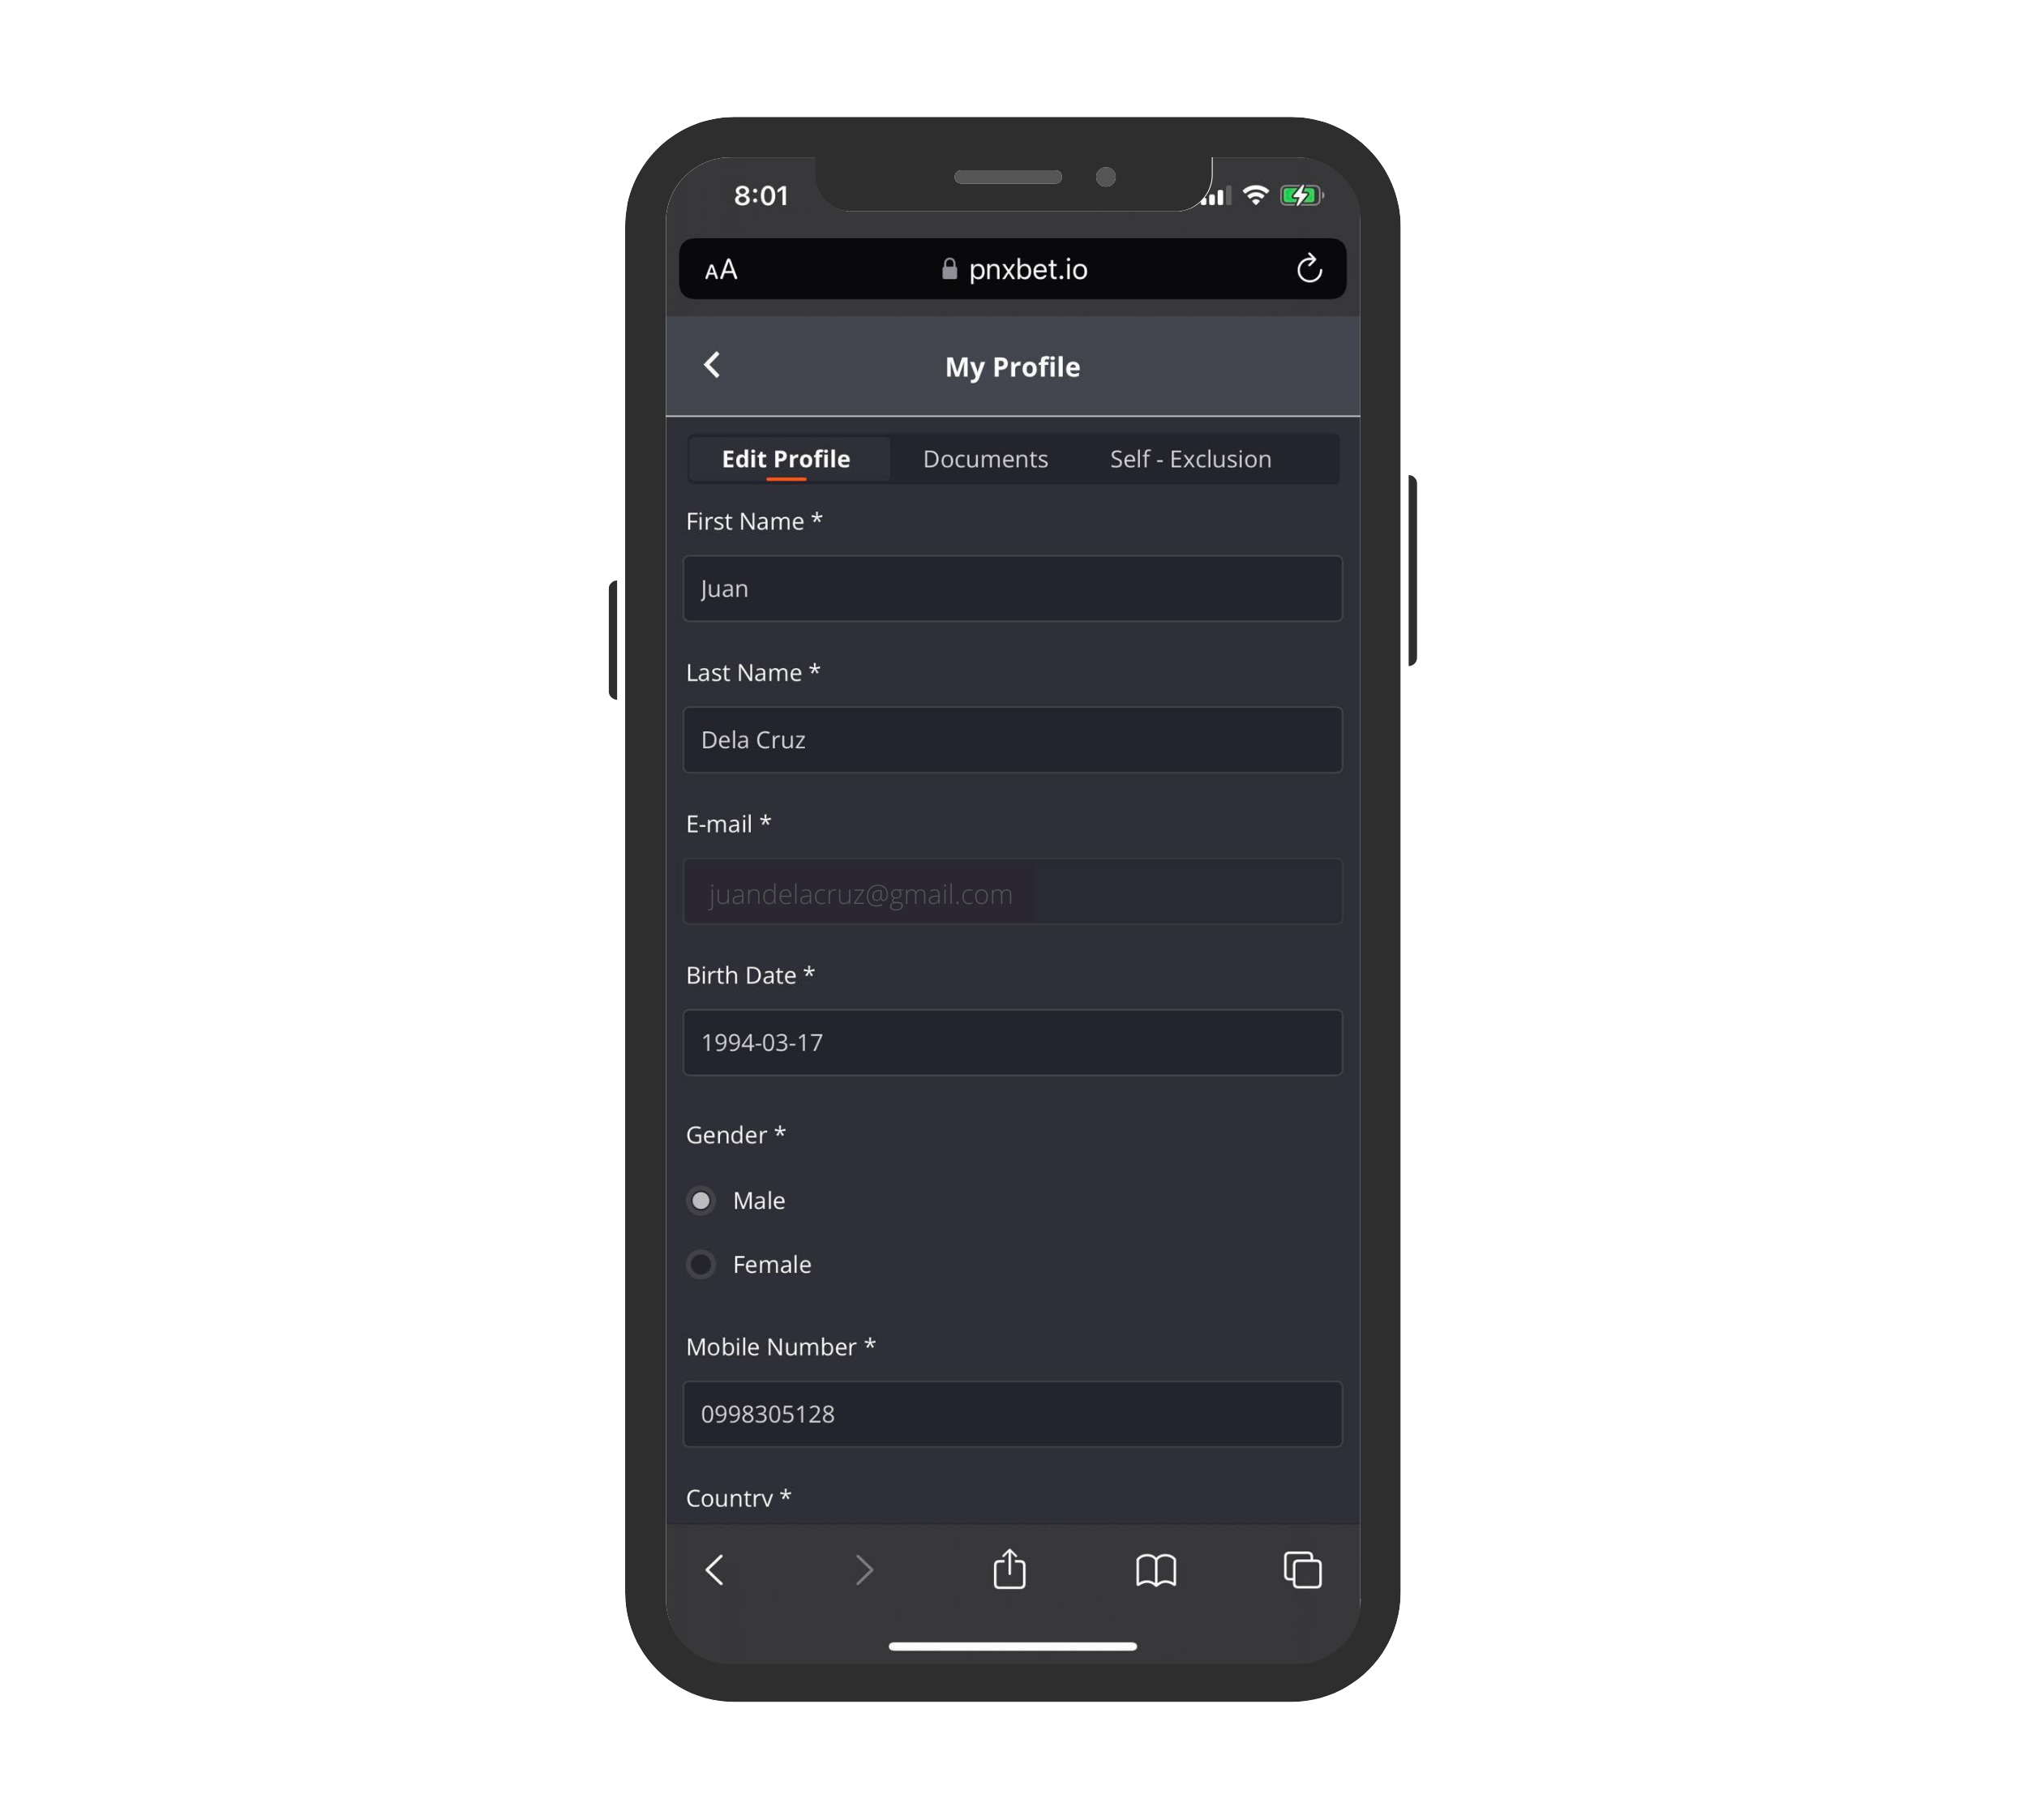 8:01
AA
pnxbet.io
My Profile
Edit Profile
Documents
Self - Exclusion
First Name *
Juan
Last Name *
Dela Cruz
E-mail *
juandelacruz@gmail.com
Birth Date *
1994-03-17
Gender *
Male
Female
Mobile Number *
0998305128
Country *